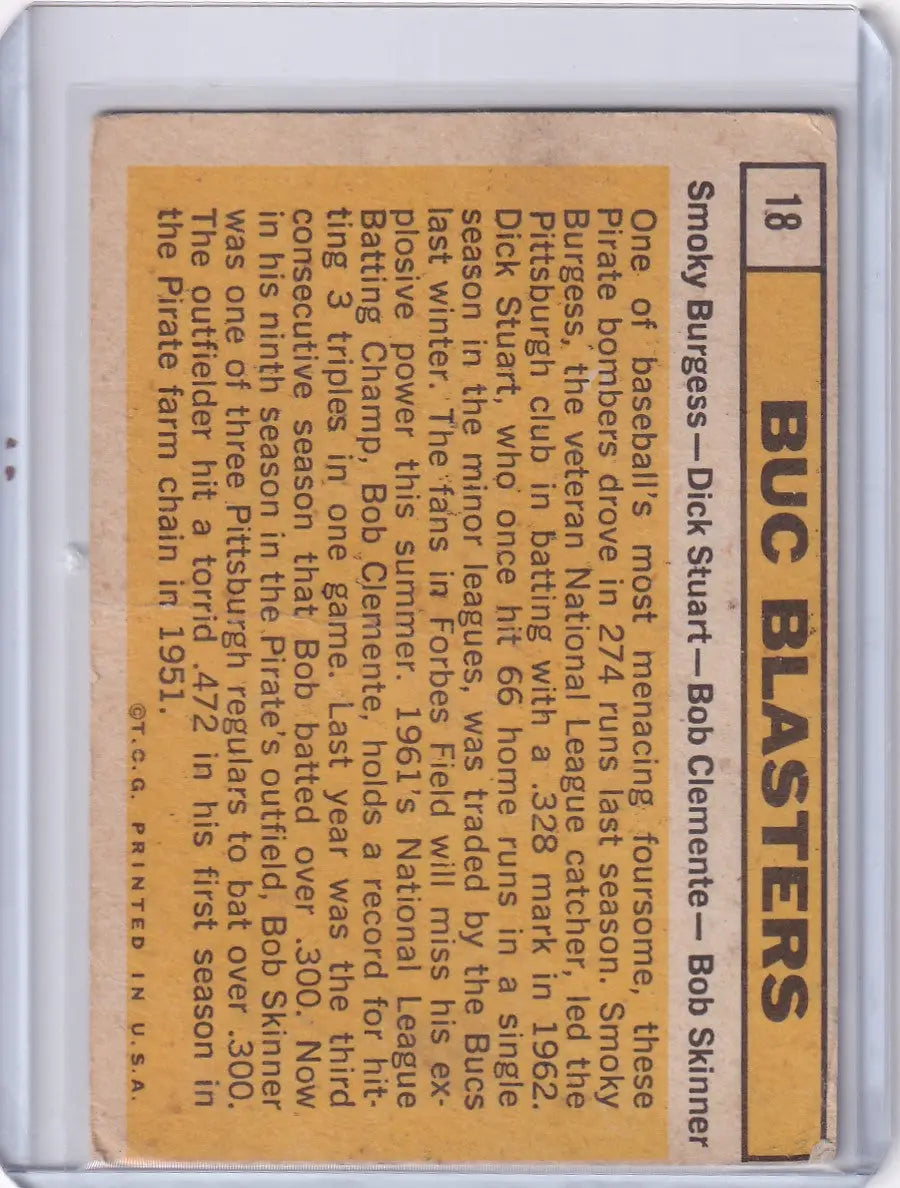 18
BUC BLASTERS
Smoky Burgess—Dick Stuart—Bob Clemente— Bob Skinner
One of baseball's most menacing foursome, these
Pirate bombers drove in 274 runs last season. Smoky
Burgess, the veteran National League catcher, led the
Pittsburgh club in batting with a .328 mark in 1962.
Dick Stuart, who once hit 66 home runs in a single
season in the minor leagues, was traded by the Bucs
last winter. The fans in Forbes Field will miss his ex-
plosive power this summer. 1961's National League
Batting Champ, Bob Clemente, holds a record for hit-
ting 3 triples in one game. Last year was the third
consecutive season that Bob batted over .300. Now
in his ninth season in the Pirate's outfield, Bob Skinner
was one of three Pittsburgh regulars to bat over .300.
The outfielder hit a torrid .472 in his first season in
the Pirate farm chain in 1951.
©T.C.G. PRINTED IN U.S.A.